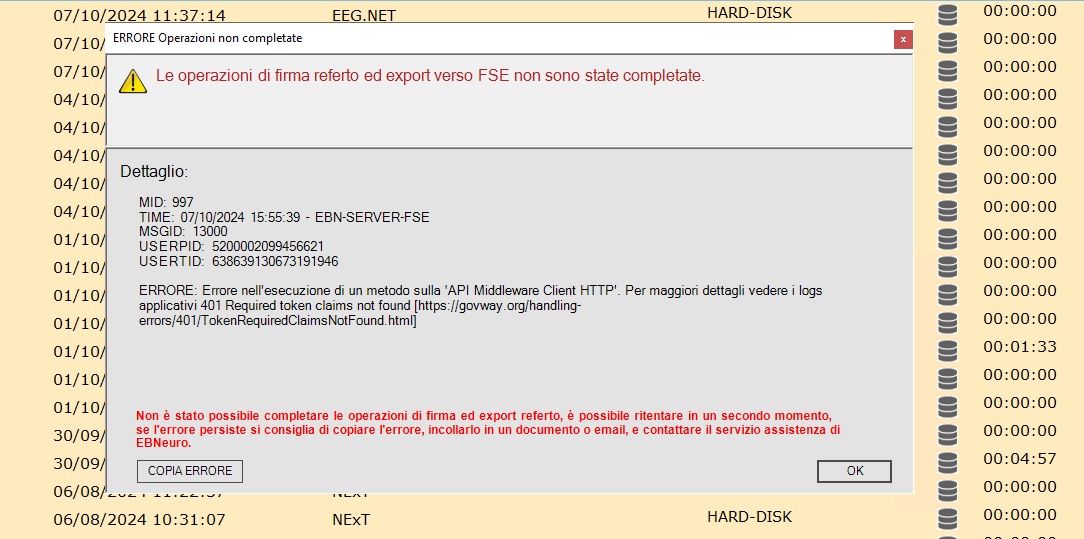 07/10/2024 11:37:14 EEG.NET HARD-DISK 00:00:00
ERRORE Operazioni non completate
07/10/ 00:00:00
Le operazioni di firma referto ed export verso FSE non sono state completate.
07/10/ 00:00:00
04/10/ 00:00:00
04/10/ 00:00:00
04/10/ 00:00:00
Dettaglio:
04/10/ 00:00:00
MID: 997
04/10/ 00:00:00
TIME: 07/10/2024 15:55:39 - EBN-SERVER-FSE
MSGID: 13000
01/10/ 00:00:00
USERPID: 5200002099456621
USERTID: 638639130673191946
01/10/ 00:00:00
ERRORE: Errore nell'esecuzione di un metodo sulla 'API Middleware Client HTTP'. Per maggiori dettagli vedere i logs
01/10/ 00:00:00
applicativi 401 Required token claims not found [https://govway.org/handling-
errors/401/TokenRequiredClaimsNotFound.html]
01/10/ 00:00:00
01/10/ 00:01:33
01/10/ 00:00:00
01/10/ 00:00:00
Non è stato possibile completare le operazioni di firma ed export referto, è possibile ritentare in un secondo momento,
se l'errore persiste si consiglia di copiare l'errore, incollarlo in un documento o email, e contattare il servizio assistenza di
30/09/ 00:00:00
EBNeuro.
30/09/ 00:04:57
COPIA ERRORE OK
06/08/2024 11:22:57 NExT 00:00:00
06/08/2024 10:31:07 NExT HARD-DISK 00:00:00